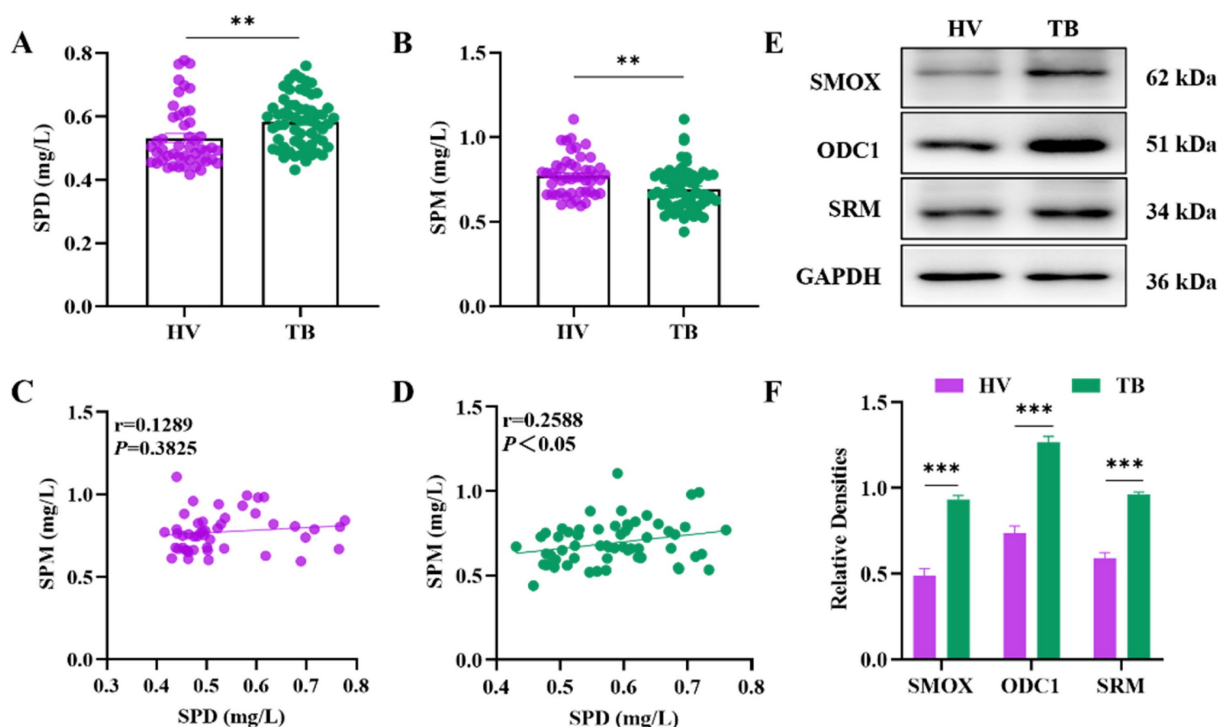 A
**
SPD (mg/L)
0.8
0.6
0.4
0.2
0.0
HV
TB
B
**
SPM (mg/L)
1.5
1.0
0.5
0.0
HV
TB
E
HV
TB
SMOX
62 kDa
ODC1
51 kDa
SRM
34 kDa
GAPDH
36 kDa
C
r=0.1289
P=0.3825
SPM (mg/L)
1.5
1.0
0.5
0.0
0.3
0.4
0.5
0.6
0.7
0.8
SPD (mg/L)
D
r=0.2588
P<0.05
SPM (mg/L)
1.5
1.0
0.5
0.0
0.4
0.5
0.6
0.7
0.8
SPD (mg/L)
F
HV
TB
Relative Densities
1.5
1.0
0.5
0.0
***
***
***
SMOX
ODC1
SRM